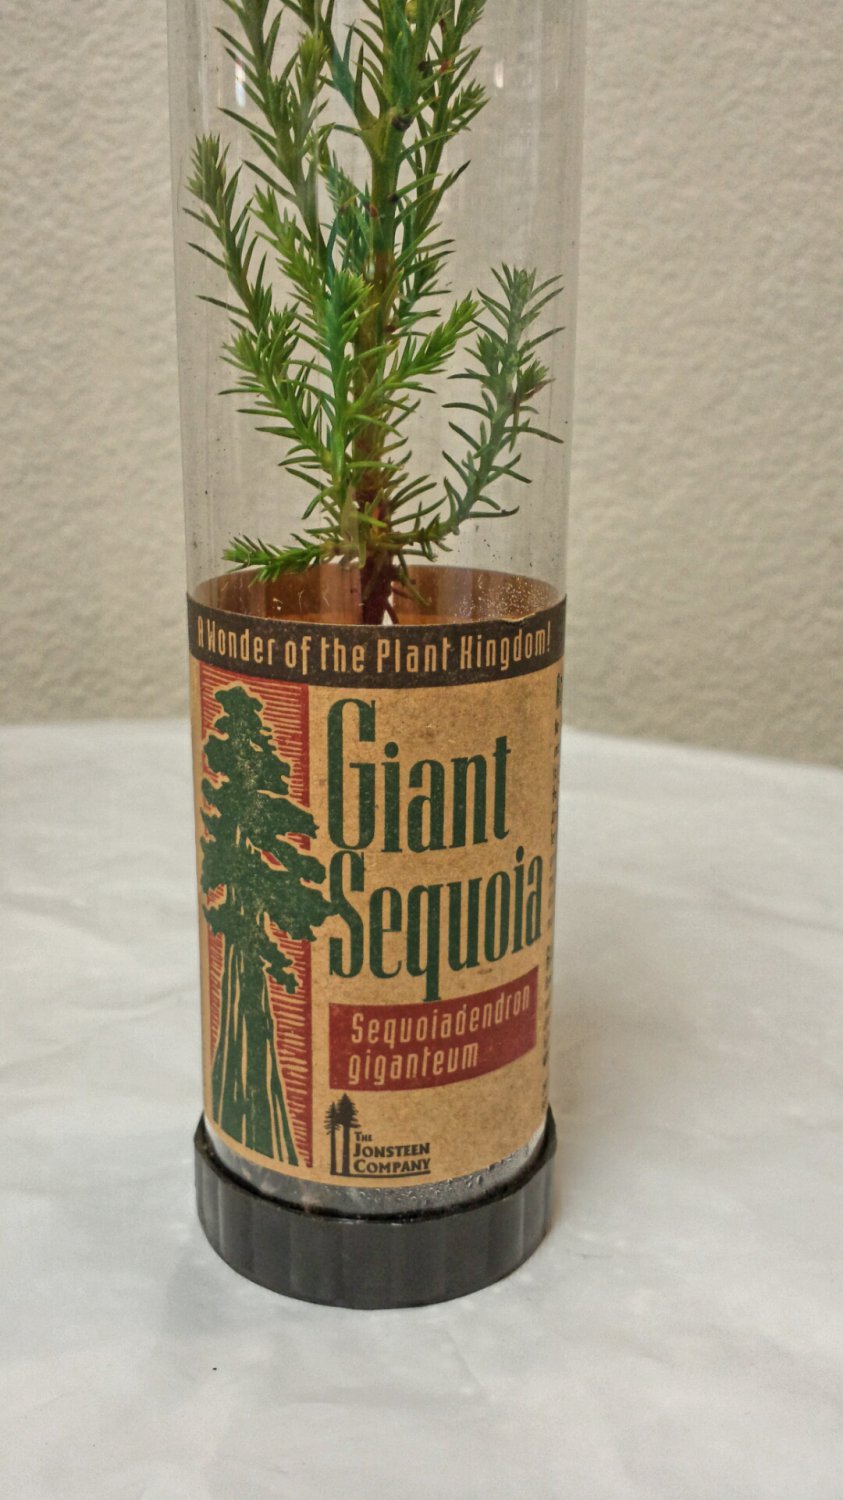 A Wonder of the Plant Kingdom!
Giant
Sequoia
Sequoiadendron
giganteum
THE
JONSTEEN
COMPANY